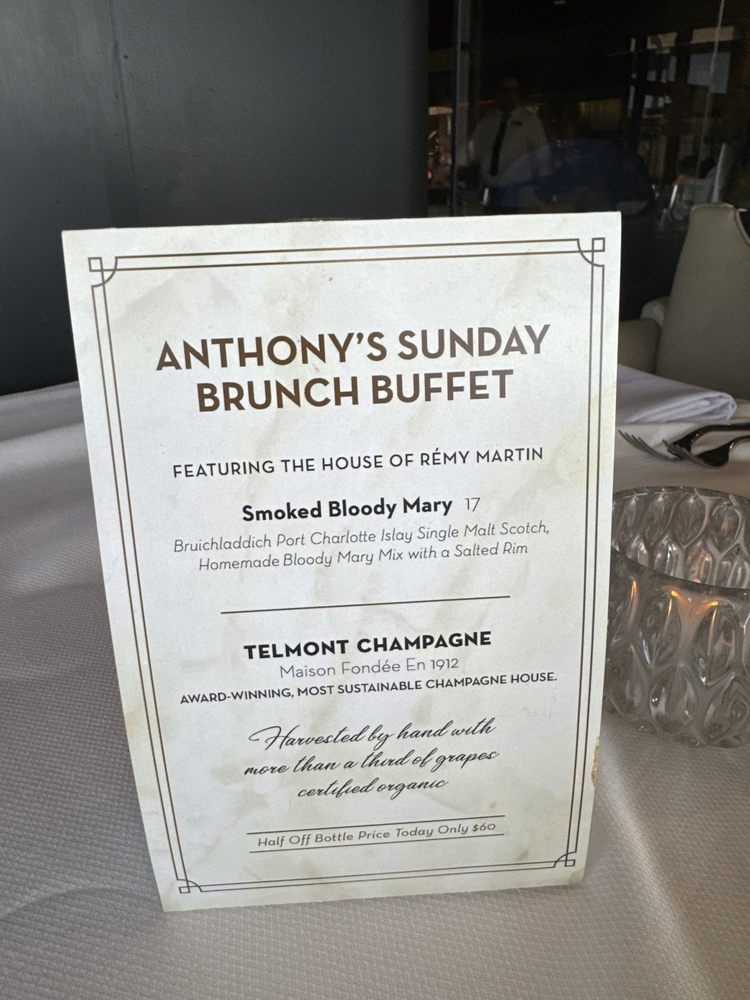 ANTHONY'S SUNDAY
BRUNCH BUFFET
FEATURING THE HOUSE OF RÉMY MARTIN
Smoked Bloody Mary 17
Bruichladdich Port Charlotte Islay Single Malt Scotch,
Homemade Bloody Mary Mix with a Salted Rim
TELMONT CHAMPAGNE
Maison Fondée En 1912
AWARD-WINNING, MOST SUSTAINABLE CHAMPAGNE HOUSE.
Harvested by hand with
more than a third of grapes
certified organic
Half Off Bottle Price Today Only $60